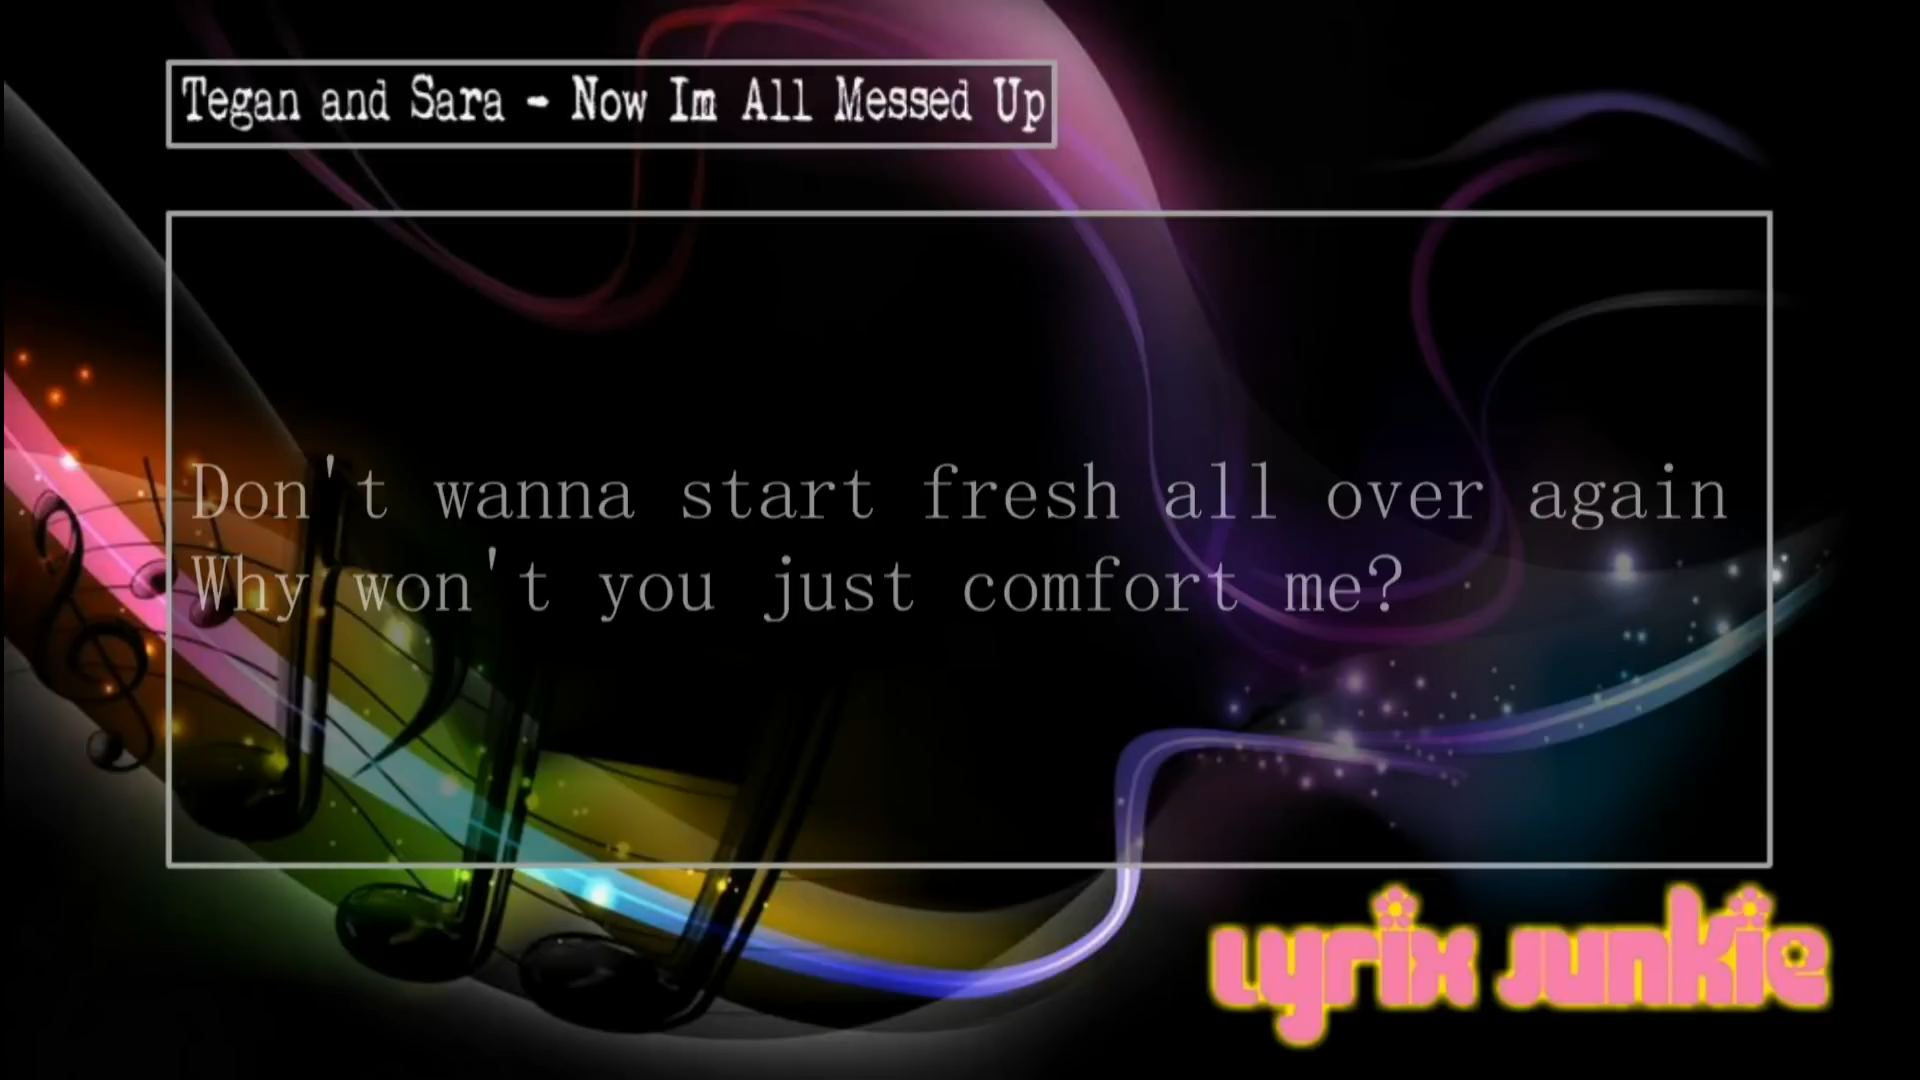 Tegan and Sara - Now Im All Messed Up
Don't wanna start fresh all over again
Why won't you just comfort me?
Lyrix Junkie